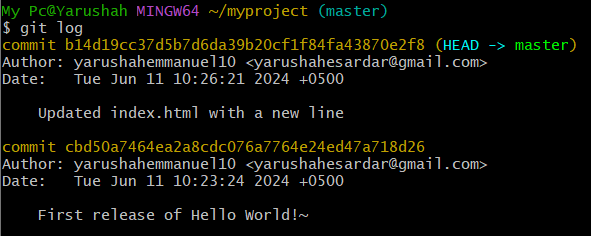 My Pc@Yarushah MINGW64 ~/myproject (master)
$ git log
commit b14d19cc37d5b7d6da39b20cf1f84fa43870e2f8 (HEAD -> master)
Author: yarushahemmanuel10 <yarushahesardar@gmail.com>
Date:   Tue Jun 11 10:26:21 2024 +0500
Updated index.html with a new line
commit cbd50a7464ea2a8cdc076a7764e24ed47a718d26
Author: yarushahemmanuel10 <yarushahesardar@gmail.com>
Date:   Tue Jun 11 10:23:24 2024 +0500
First release of Hello World!~